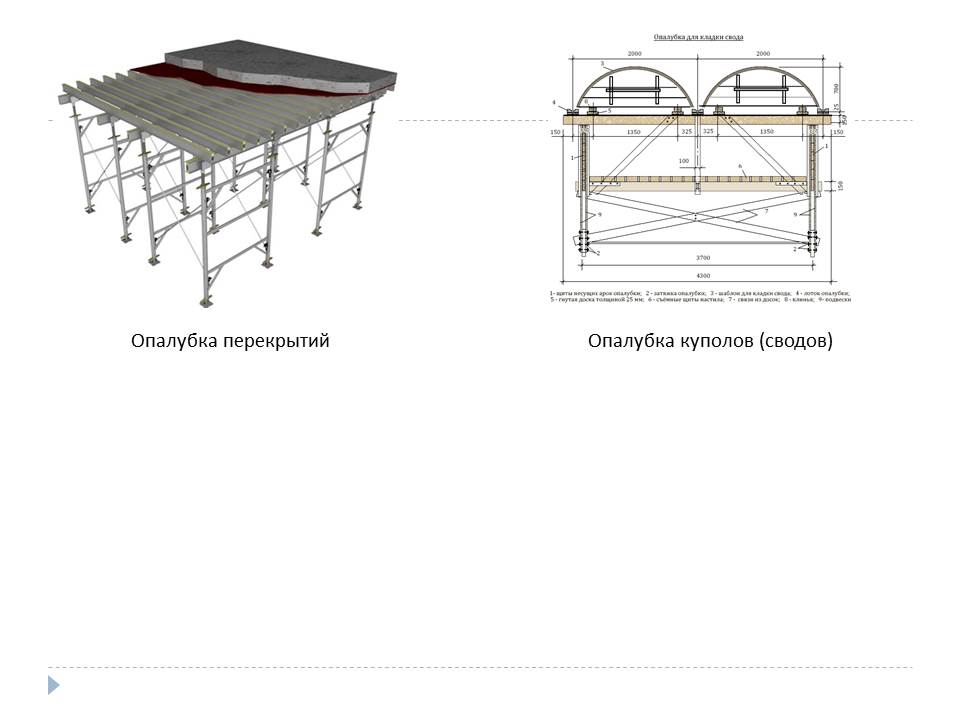 Опалубка для кладки свода
2000 2000
3
700
4 8 5
25
150
150 1350 325 325 1350 150
1 100 6 1
150
9 7 9
2 2
3700
4300
1- щиты несущих арок опалубки; 2 - затяжка опалубки; 3 - шаблон для кладки свода; 4 - лоток опалубки;
5 - гнутая доска толщиной 25 мм; 6 - съёмные щиты настила; 7 - связи из досок; 8 - клинья; 9- подвески
Опалубка перекрытий
Опалубка куполов (сводов)